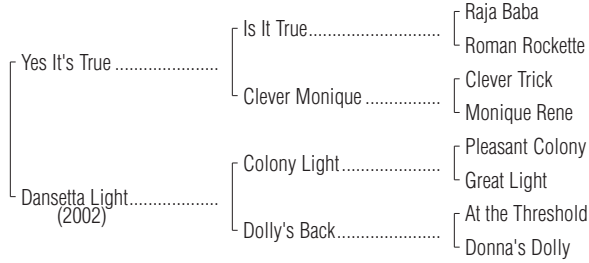 Raja Baba
Is It True..............................
Roman Rockette
Yes It's True .......................
Clever Trick
Clever Monique .................
Monique Rene
Pleasant Colony
Colony Light......................
Great Light
Dansetta Light....................
(2002)
At the Threshold
Dolly's Back.......................
Donna's Dolly